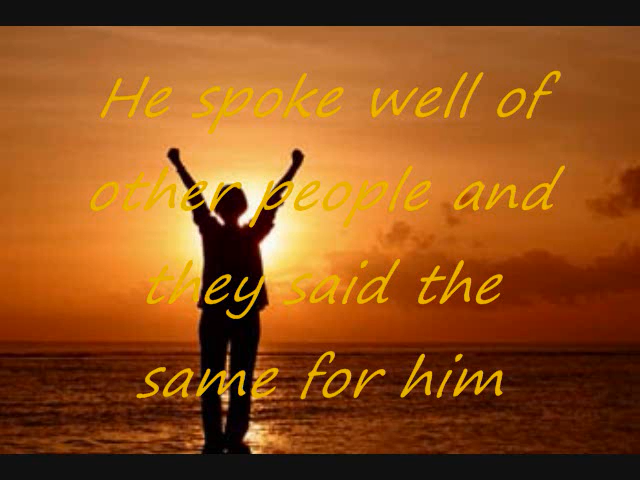 He spoke well of
other people and
they said the
same for him